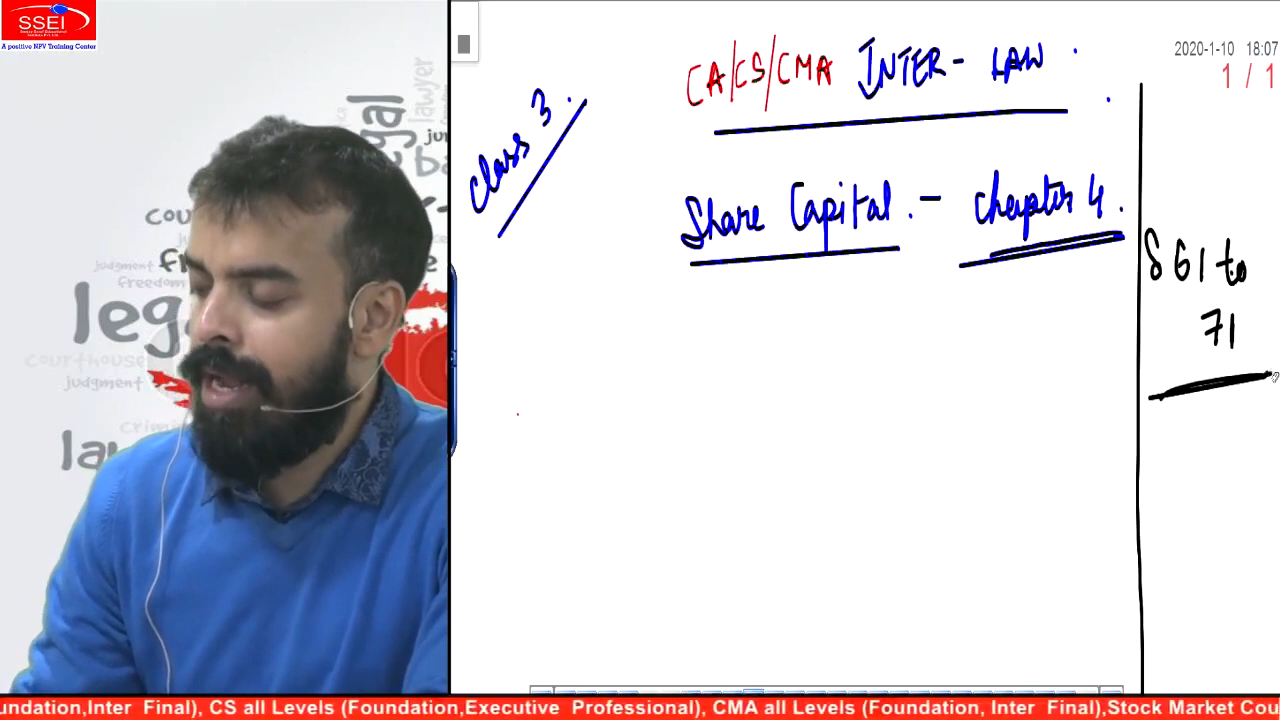 SSEI
A positive NPV Training Center
CA/CS/CMA INTER - LAW.
2020-1-10 18:07
1 / 1
Class 3.
Share Capital. - Chapter 4.
S 61 to
71
legal
lawyer
courthouse
judgment
freedom
judgment
undation,Inter Final), CS all Levels (Foundation,Executive Professional), CMA all Levels (Foundation, Inter Final),Stock Market Cou